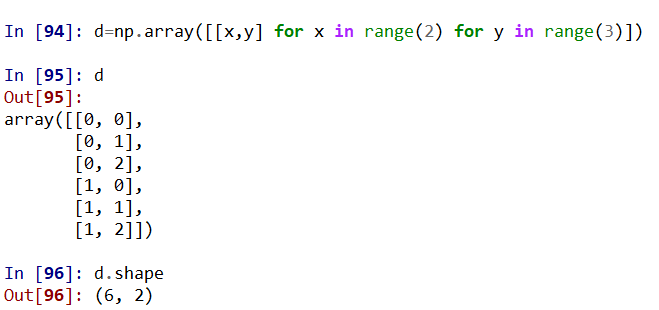 In [94]: d=np.array([[x,y] for x in range(2) for y in range(3)])
In [95]: d
Out[95]:
array([[0, 0],
       [0, 1],
       [0, 2],
       [1, 0],
       [1, 1],
       [1, 2]])
In [96]: d.shape
Out[96]: (6, 2)